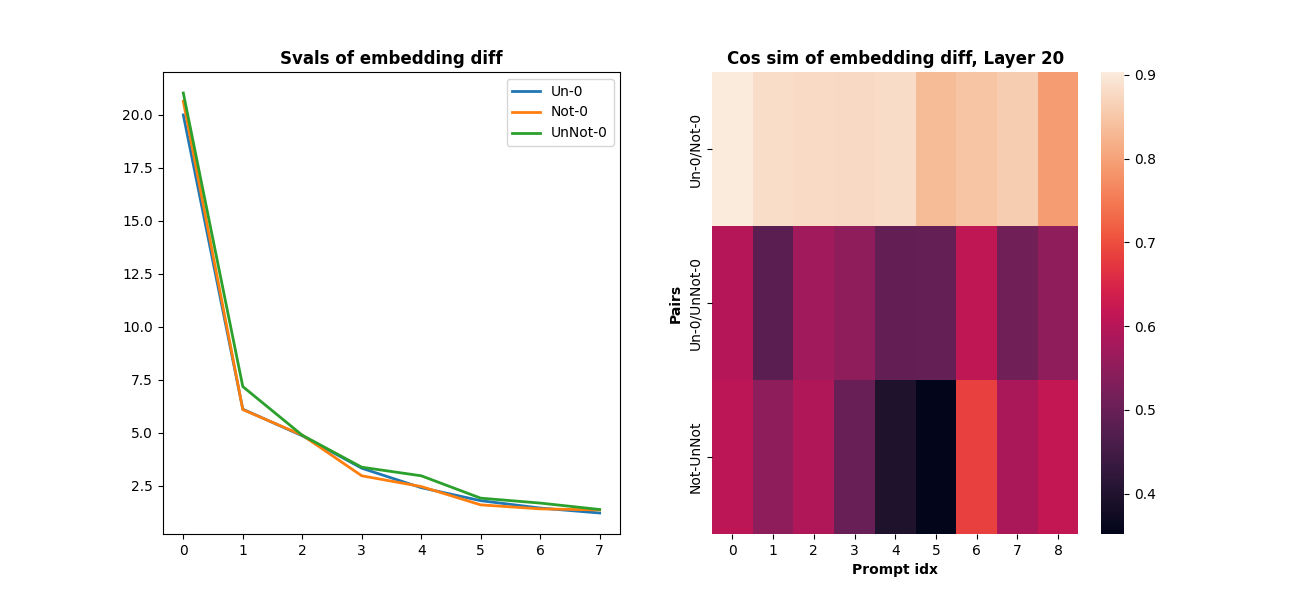 Svals of embedding diff
Un-0
Not-0
UnNot-0
20.0
17.5
15.0
12.5
10.0
7.5
5.0
2.5
0 1 2 3 4 5 6 7
Cos sim of embedding diff, Layer 20
Pairs
Un-0/Not-0
Un-0/UnNot-0
Not-UnNot
0 1 2 3 4 5 6 7 8
Prompt idx
0.9
0.8
0.7
0.6
0.5
0.4